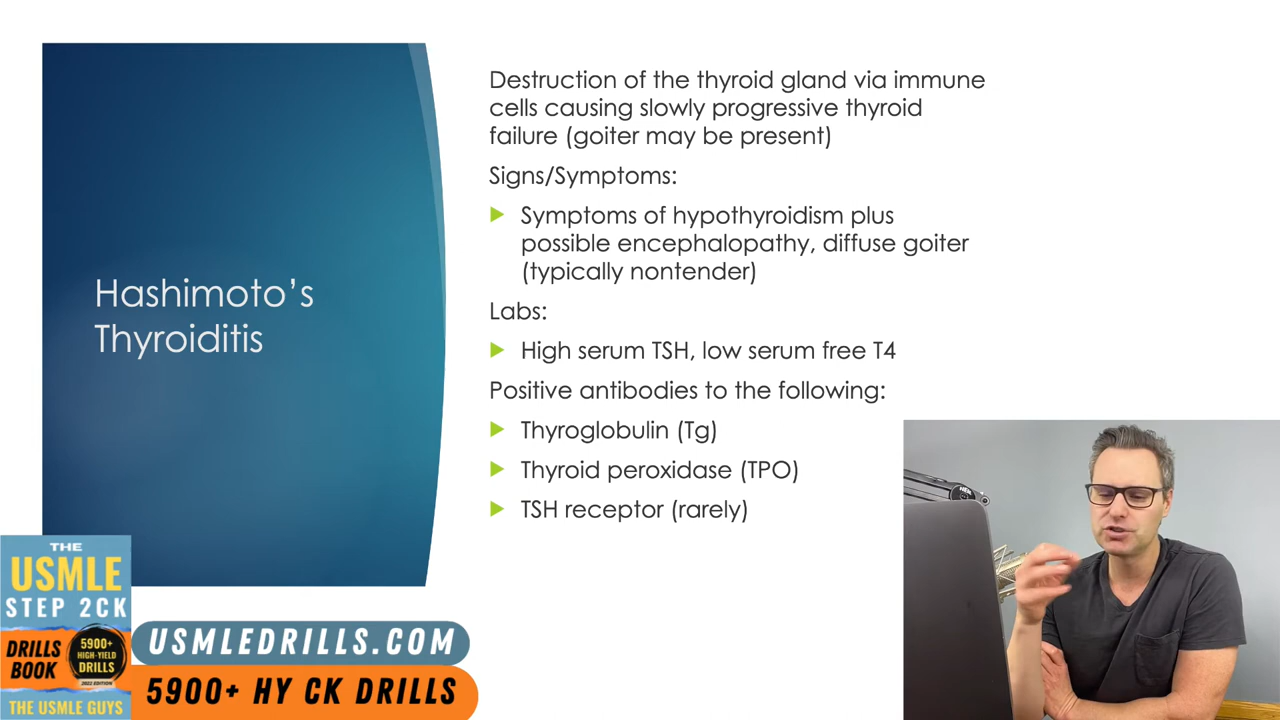 Hashimoto's
Thyroiditis
Destruction of the thyroid gland via immune
cells causing slowly progressive thyroid
failure (goiter may be present)
Signs/Symptoms:
Symptoms of hypothyroidism plus
possible encephalopathy, diffuse goiter
(typically nontender)
Labs:
High serum TSH, low serum free T4
Positive antibodies to the following:
Thyroglobulin (Tg)
Thyroid peroxidase (TPO)
TSH receptor (rarely)
THE
USMLE
STEP 2CK
DRILLS
BOOK
5900+
HIGH-YIELD
DRILLS
2022 EDITION
THE USMLE GUYS
USMLEDRILLS.COM
5900+ HY CK DRILLS